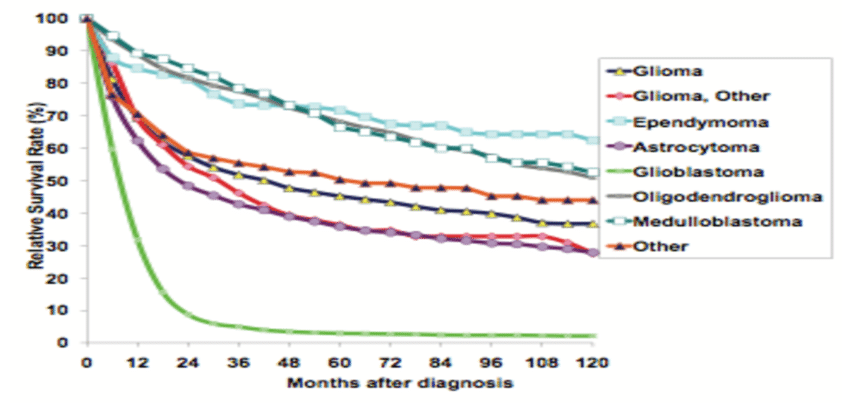 Relative Survival Rate (%)
100
90
80
70
60
50
40
30
20
10
0
0 12 24 36 48 60 72 84 96 108 120
Months after diagnosis
Glioma
Glioma, Other
Ependymoma
Astrocytoma
Glioblastoma
Oligodendroglioma
Medulloblastoma
Other